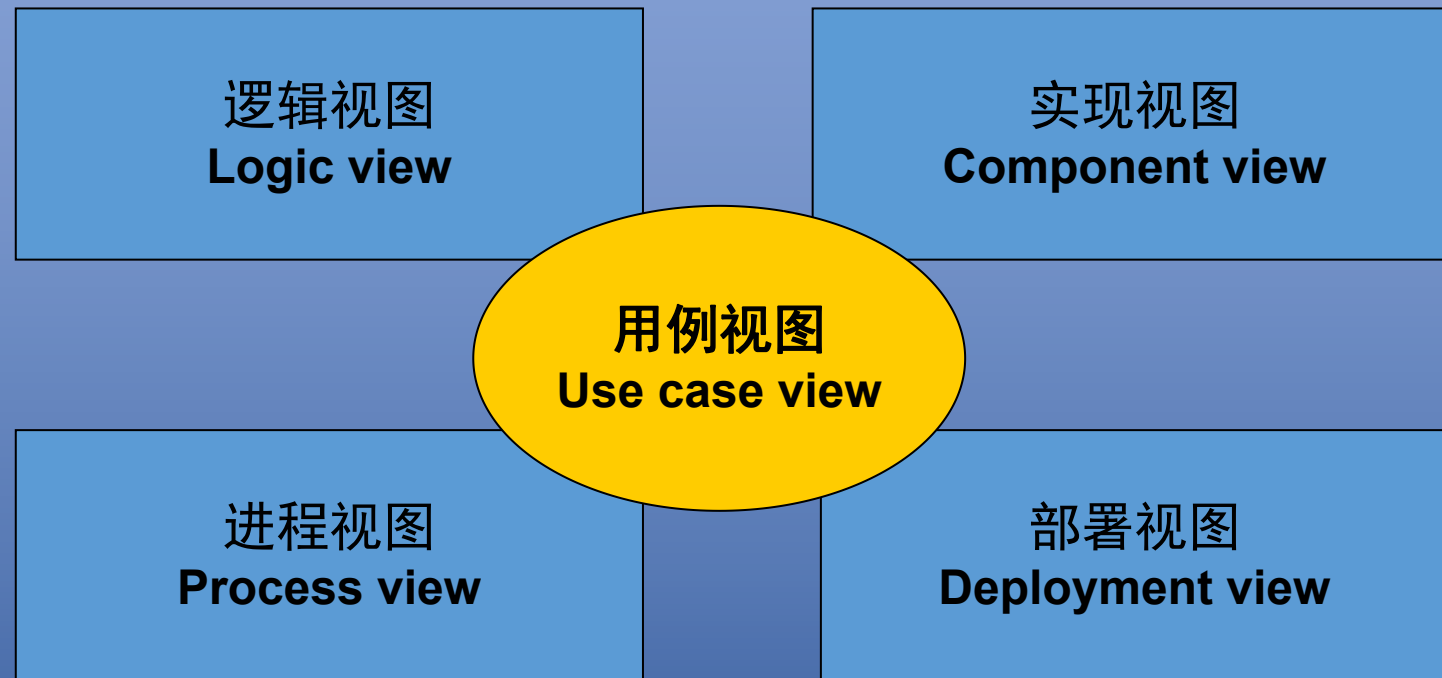 逻辑视图
Logic view
实现视图
Component view
用例视图
Use case view
进程视图
Process view
部署视图
Deployment view